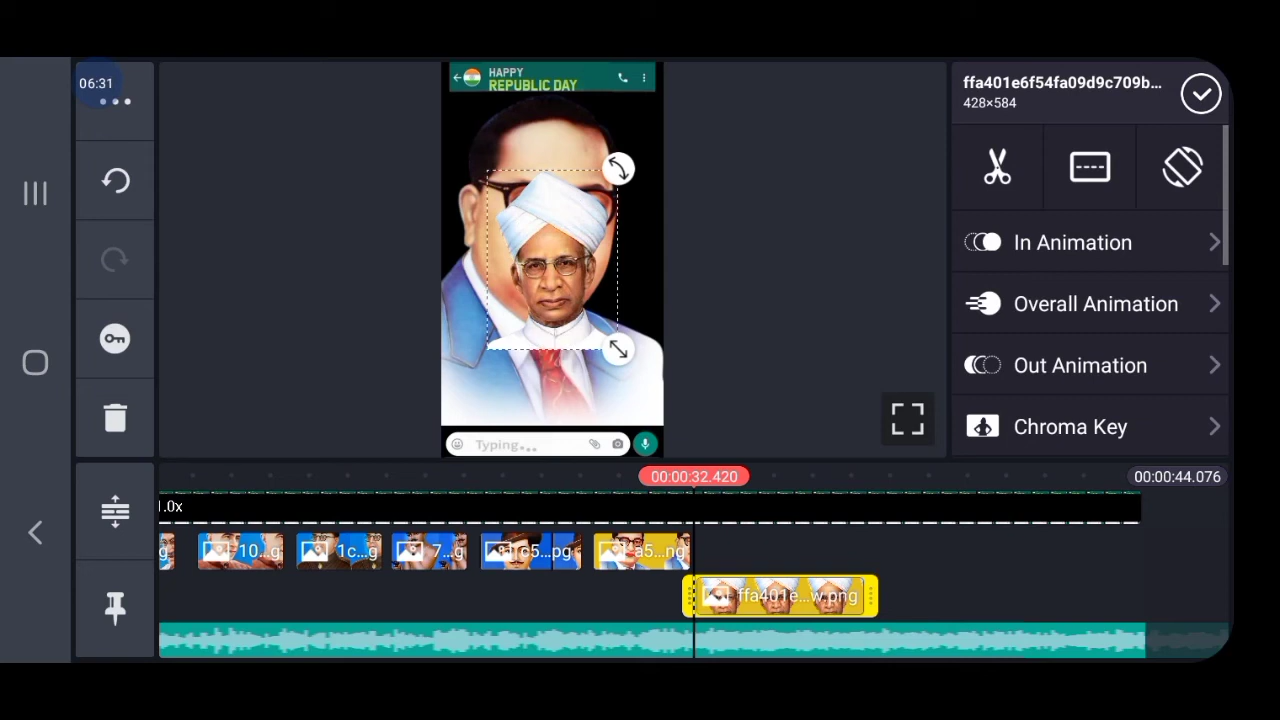 06:31
HAPPY
REPUBLIC DAY
Typing...
ffa401e6f54fa09d9c709b...
428×584
In Animation
Overall Animation
Out Animation
Chroma Key
00:00:32.420
00:00:44.076
1.0x
g
10...g
1c...g
7...g
c5...pg
a5...ng
ffa401e...w.png